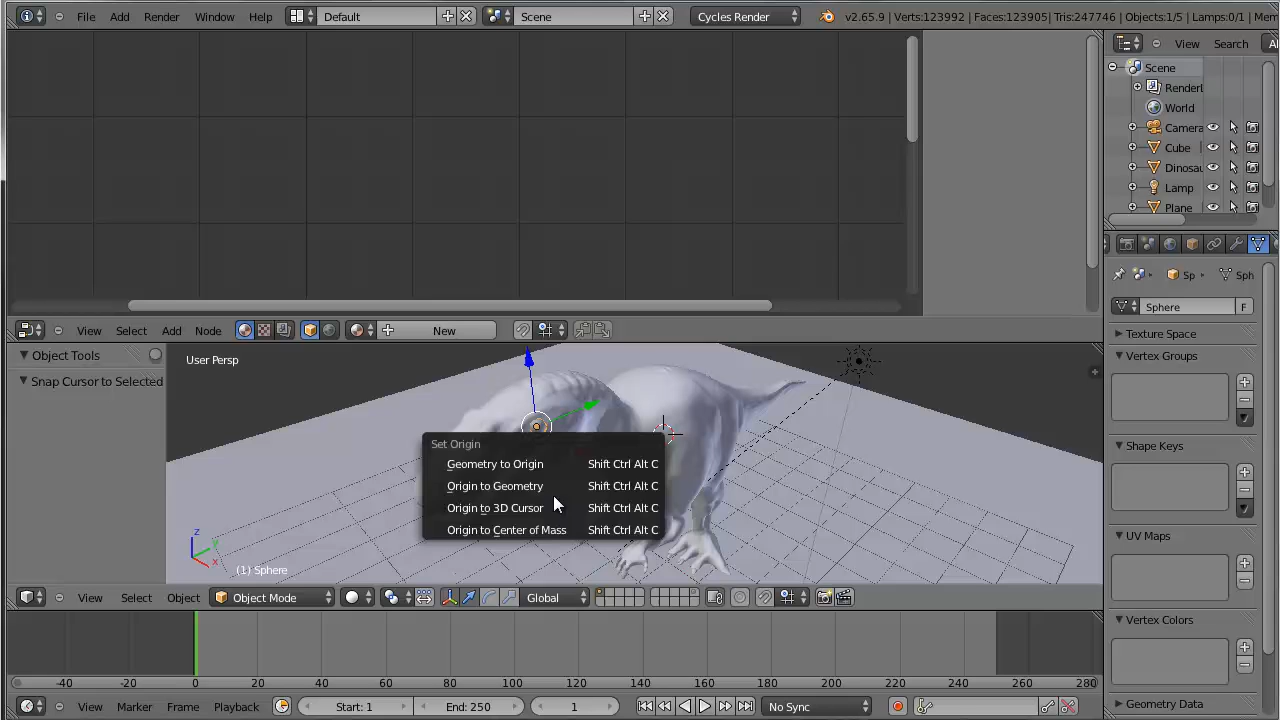 File Add Render Window Help Default Scene Cycles Render v2.65.9 | Verts:123992 | Faces:123905| Tris:247746 | Objects:1/5 | Lamps:0/1 | Mem
View Search Al
Scene
RenderL
World
Camera
Cube
Dinosau
Lamp
Plane
Sp Sph
Sphere F
Texture Space
Vertex Groups
Shape Keys
UV Maps
Vertex Colors
Geometry Data
View Select Add Node New
Object Tools
Snap Cursor to Selected
User Persp
Set Origin
Geometry to Origin Shift Ctrl Alt C
Origin to Geometry Shift Ctrl Alt C
Origin to 3D Cursor Shift Ctrl Alt C
Origin to Center of Mass Shift Ctrl Alt C
z
y
x
(1) Sphere
View Select Object Object Mode Global
-40 -20 0 20 40 60 80 100 120 140 160 180 200 220 240 260 280
View Marker Frame Playback Start: 1 End: 250 1 No Sync